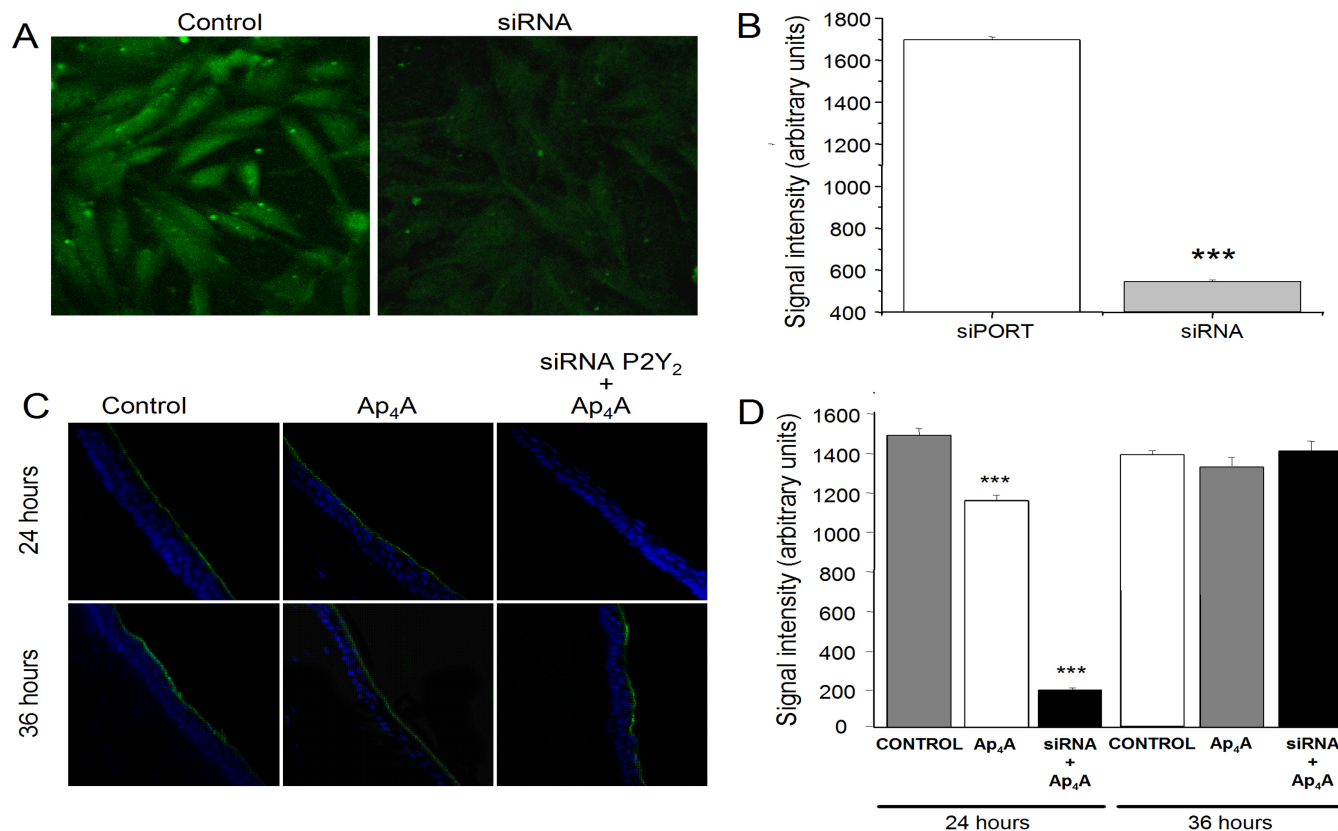 A
Control
siRNA
B
Signal intensity (arbitrary units)
1800
1600
1400
1200
1000
800
600
400
***
siPORT
siRNA
C
Control
Ap₄A
siRNA P2Y₂
+
Ap₄A
24 hours
36 hours
D
Signal intensity (arbitrary units)
1600
1400
1200
1000
800
600
400
200
0
***
***
CONTROL
Ap₄A
siRNA
+
Ap₄A
CONTROL
Ap₄A
siRNA
+
Ap₄A
24 hours
36 hours